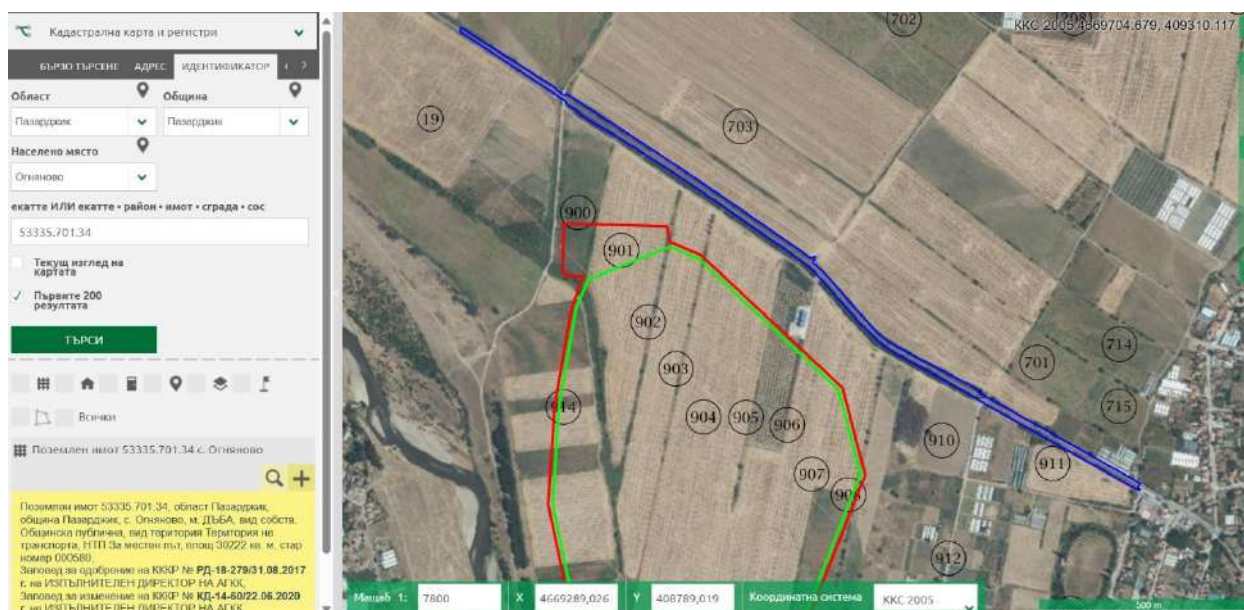 Кадастрална карта и регистри
БЪРЗО ТЪРСЕНЕ АДРЕС ИДЕНТИФИКАТОР
Област Община
Пазарджик Пазарджик
Населено място
Огняново
екатте ИЛИ екатте • район • имот • сграда • сос
53335.701.34
Текущ изглед на
картата
Първите 200
резултата
ТЪРСИ
Всички
Поземлен имот 53335.701.34 с. Огняново
Поземлен имот 53335.701.34, област Пазарджик,
община Пазарджик, с. Огняново, м. ДЪБА, вид собств.
Общинска публична, вид територия Територия на
транспорта, НТП За местен път, площ 30222 кв. м, стар
номер 000580,
Заповед за одобрение на КККР № РД-18-279/31.08.2017
г. на ИЗПЪЛНИТЕЛЕН ДИРЕКТОР НА АГКК,
Заповед за изменение на КККР № КД-14-60/22.06.2020
г. на ИЗПЪЛНИТЕЛЕН ДИРЕКТОР НА АГКК
ККС 2005 4669704.679, 409310.117
702
19
703
900
901
902
903
701
714
914
904
905
906
715
910
907
911
908
912
Мащаб 1: 7800 X 4669289,026 Y 408789,019 Координатна система ККС 2005
500 m